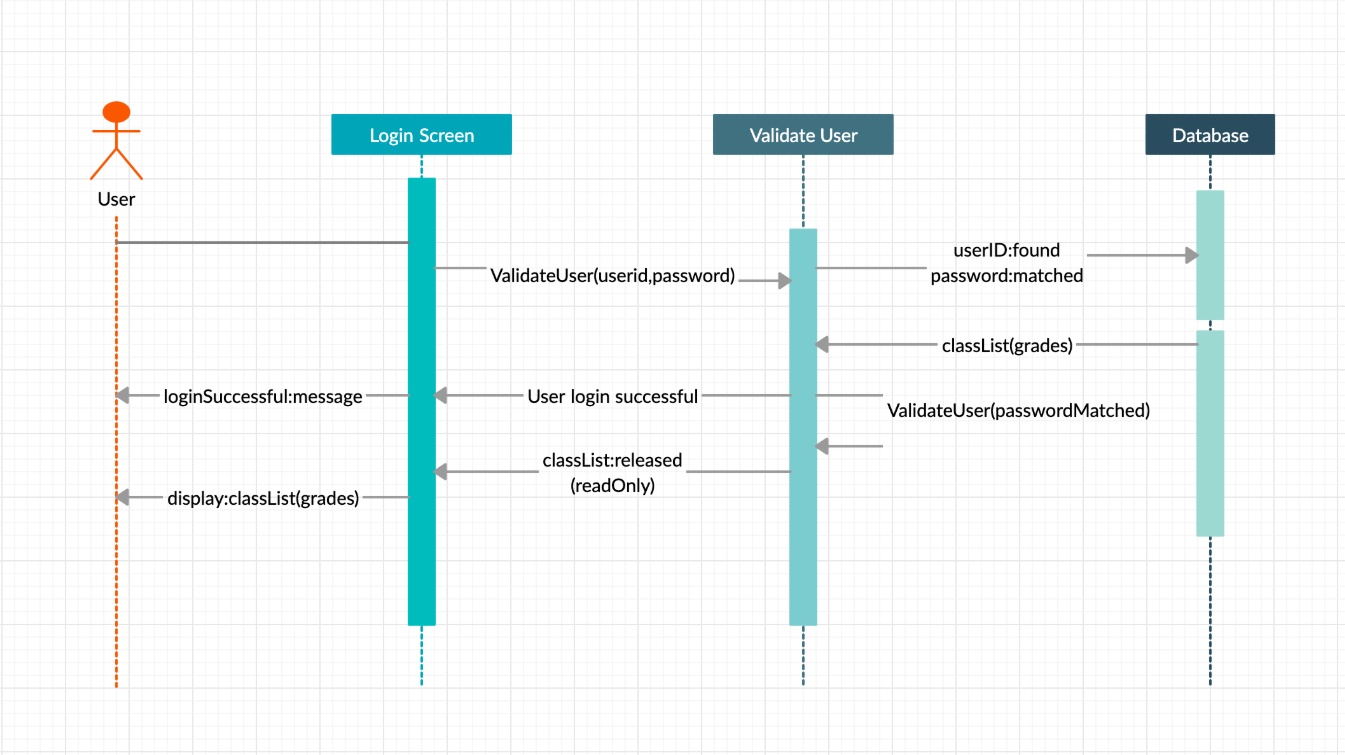 Login Screen
Validate User
Database
User
userID:found
password:matched
ValidateUser(userid,password)
classList(grades)
loginSuccessful:message
User login successful
ValidateUser(passwordMatched)
classList:released
(readOnly)
display:classList(grades)